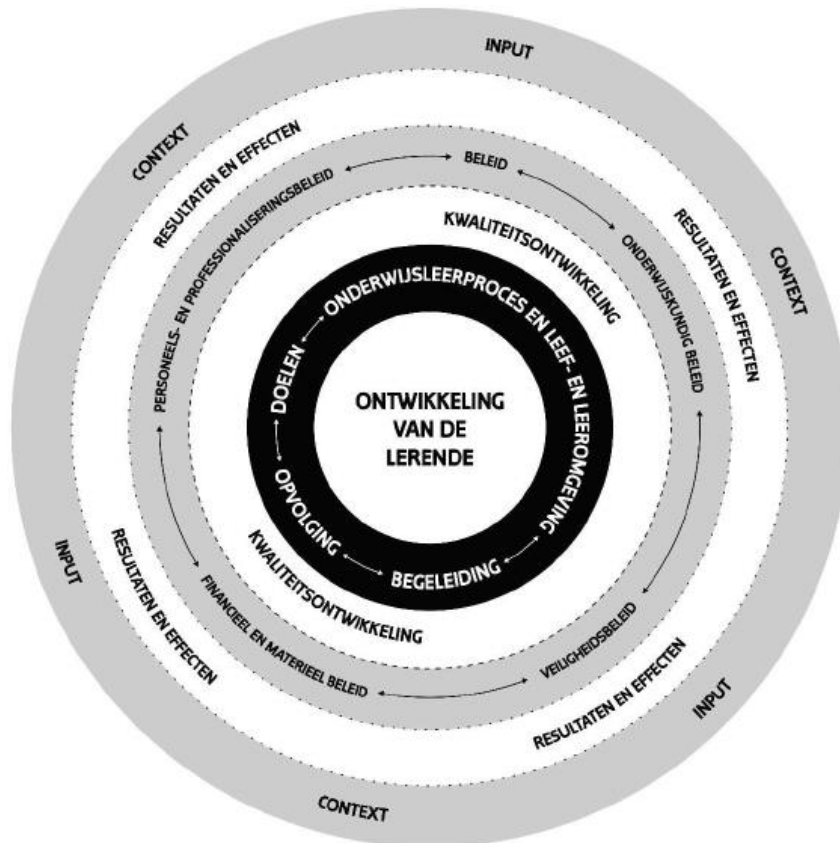 INPUT
CONTEXT
INPUT
CONTEXT
INPUT
CONTEXT
RESULTATEN EN EFFECTEN
RESULTATEN EN EFFECTEN
RESULTATEN EN EFFECTEN
RESULTATEN EN EFFECTEN
BELEID
ONDERWIJSKUNDIG BELEID
VEILIGHEIDSBELEID
FINANCIEEL EN MATERIEEL BELEID
PERSONEELS- EN PROFESSIONALISERINGSBELEID
KWALITEITSONTWIKKELING
KWALITEITSONTWIKKELING
ONDERWIJSLEERPROCES EN LEEF- EN LEEROMGEVING
BEGELEIDING
OPVOLGING
DOELEN
ONTWIKKELING
VAN DE
LERENDE